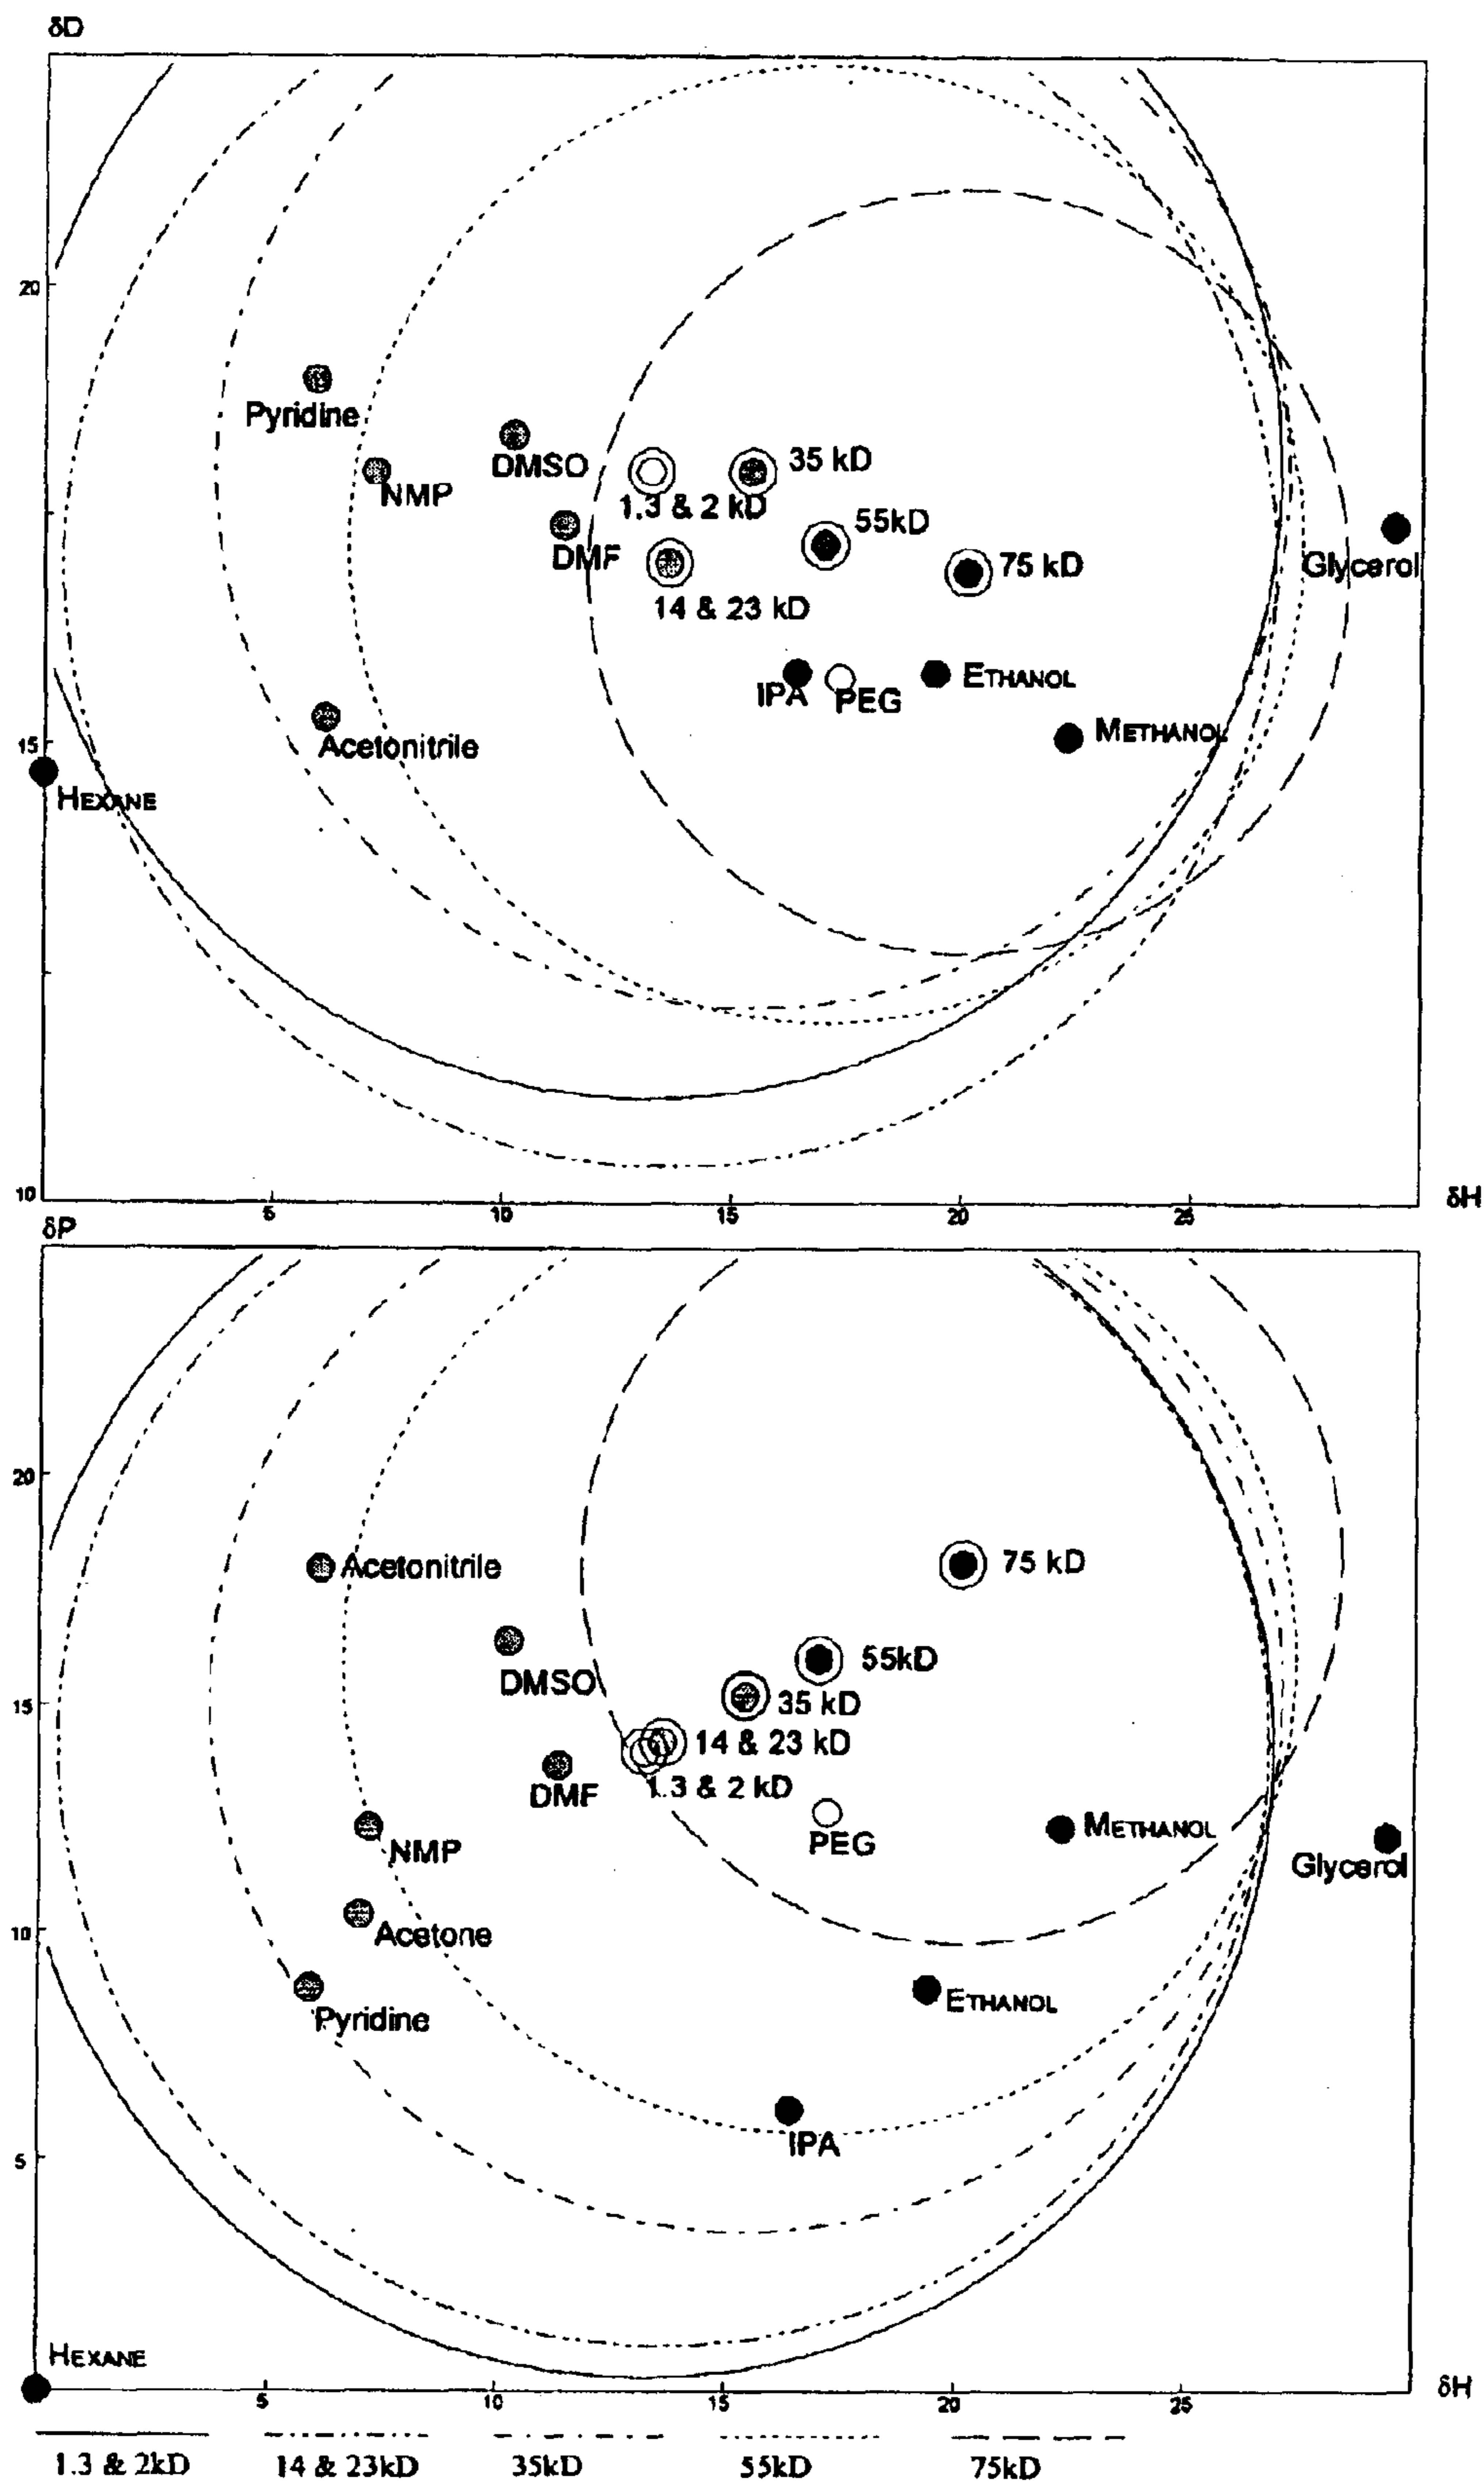 δD
20
Pyridine
DMSO
35 kD
NMP
1.3 & 2 kD
55kD
DMF
75 kD
Glycerol
14 & 23 kD
IPA
PEG
ETHANOL
METHANOL
15
Acetonitrile
HEXANE
10
5
10
15
20
25
δH
δP
20
Acetonitrile
75 kD
DMSO
55kD
15
35 kD
14 & 23 kD
DMF
1.3 & 2 kD
PEG
METHANOL
NMP
Glycerol
10
Acetone
Pyridine
ETHANOL
5
IPA
HEXANE
5
10
15
20
25
δH
1.3 & 2kD
14 & 23kD
35kD
55kD
75kD